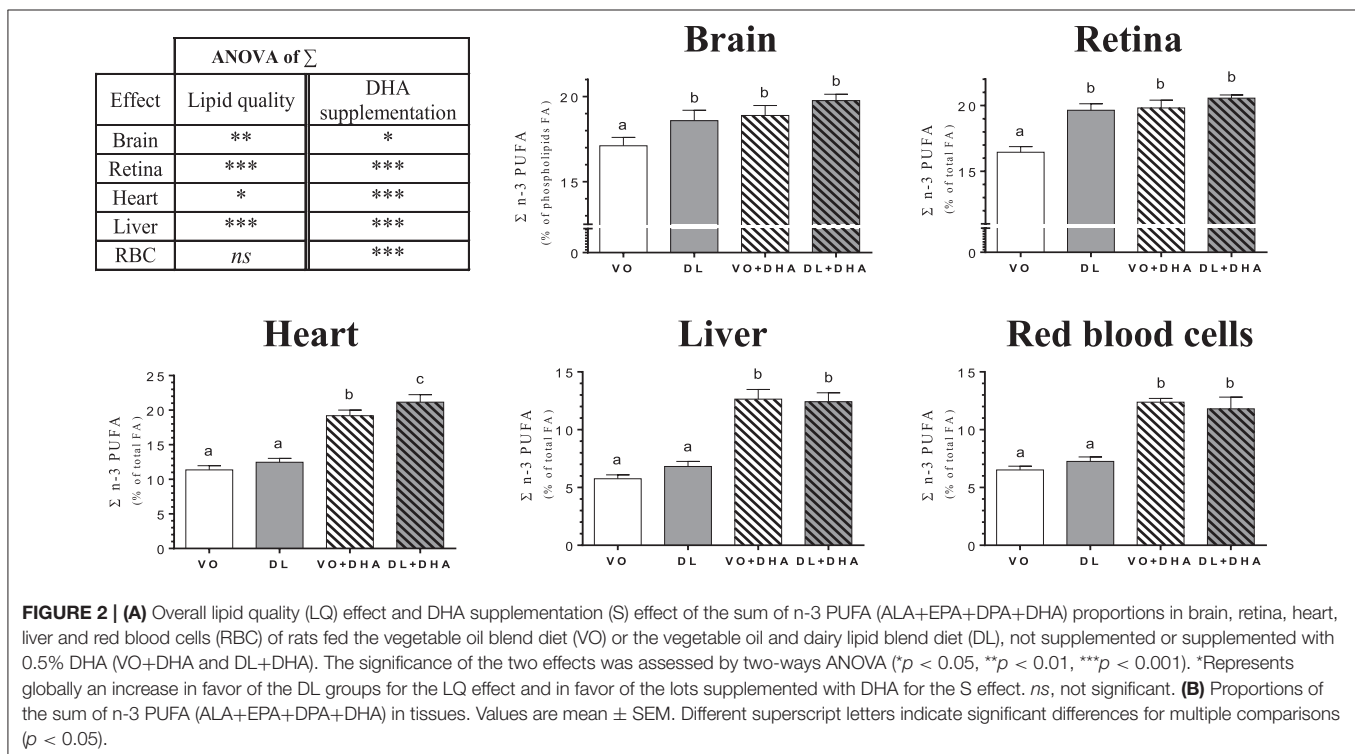 ANOVA of ∑
Effect Lipid quality DHA supplementation
Brain ** *
Retina *** ***
Heart * ***
Liver *** ***
RBC ns ***
Brain
Σ n-3 PUFA
(% of phospholipids FA)
20
15
0
a b b b
VO DL VO+DHA DL+DHA
Retina
Σ n-3 PUFA
(% of total FA)
20
15
0
a b b b
VO DL VO+DHA DL+DHA
Heart
Σ n-3 PUFA
(% of total FA)
25
20
15
10
5
0
a a b c
VO DL VO+DHA DL+DHA
Liver
Σ n-3 PUFA
(% of total FA)
15
10
5
0
a a b b
VO DL VO+DHA DL+DHA
Red blood cells
Σ n-3 PUFA
(% of total FA)
15
10
5
0
a a b b
VO DL VO+DHA DL+DHA
FIGURE 2 | (A) Overall lipid quality (LQ) effect and DHA supplementation (S) effect of the sum of n-3 PUFA (ALA+EPA+DPA+DHA) proportions in brain, retina, heart,
liver and red blood cells (RBC) of rats fed the vegetable oil blend diet (VO) or the vegetable oil and dairy lipid blend diet (DL), not supplemented or supplemented with
0.5% DHA (VO+DHA and DL+DHA). The significance of the two effects was assessed by two-ways ANOVA (*p < 0.05, **p < 0.01, ***p < 0.001). *Represents
globally an increase in favor of the DL groups for the LQ effect and in favor of the lots supplemented with DHA for the S effect. ns, not significant. (B) Proportions of
the sum of n-3 PUFA (ALA+EPA+DPA+DHA) in tissues. Values are mean ± SEM. Different superscript letters indicate significant differences for multiple comparisons
(p < 0.05).